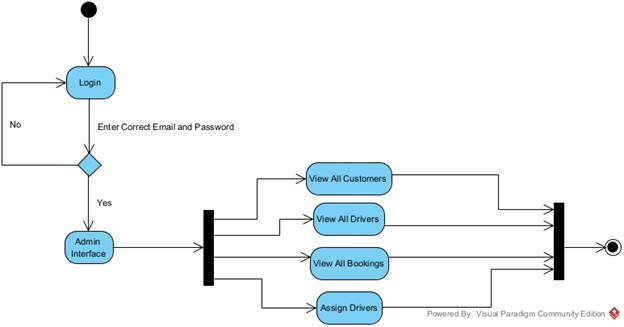 Login
No
Enter Correct Email and Password
Yes
Admin
Interface
View All Customers
View All Drivers
View All Bookings
Assign Drivers
Powered By Visual Paradigm Community Edition